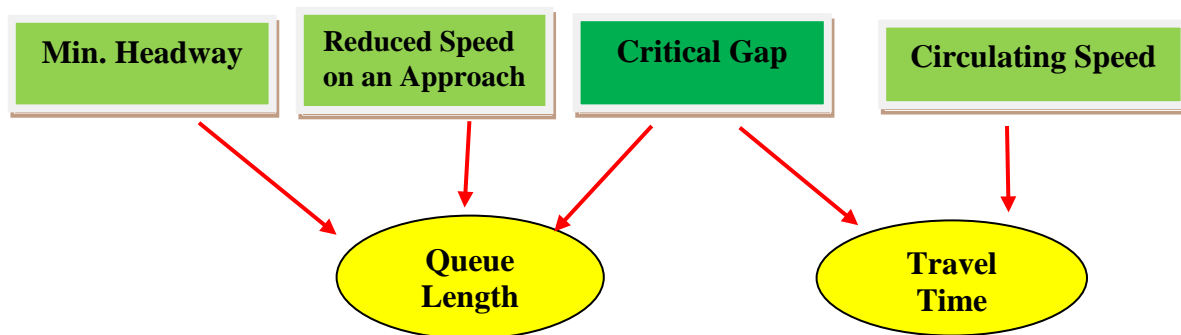 Min. Headway
Reduced Speed
on an Approach
Critical Gap
Circulating Speed
Queue
Length
Travel
Time